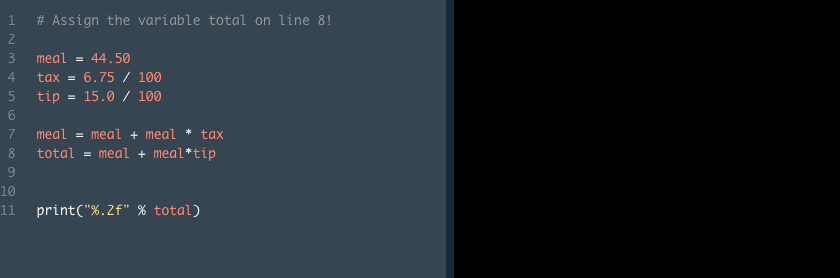 1 # Assign the variable total on line 8!
2
3 meal = 44.50
4 tax = 6.75 / 100
5 tip = 15.0 / 100
6
7 meal = meal + meal * tax
8 total = meal + meal*tip
9
10
11 print("%.2f" % total)